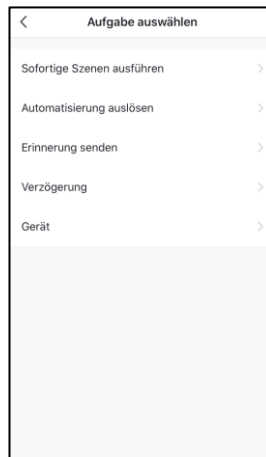 Aufgabe auswählen
Sofortige Szenen ausführen
Automatisierung auslösen
Erinnerung senden
Verzögerung
Gerät